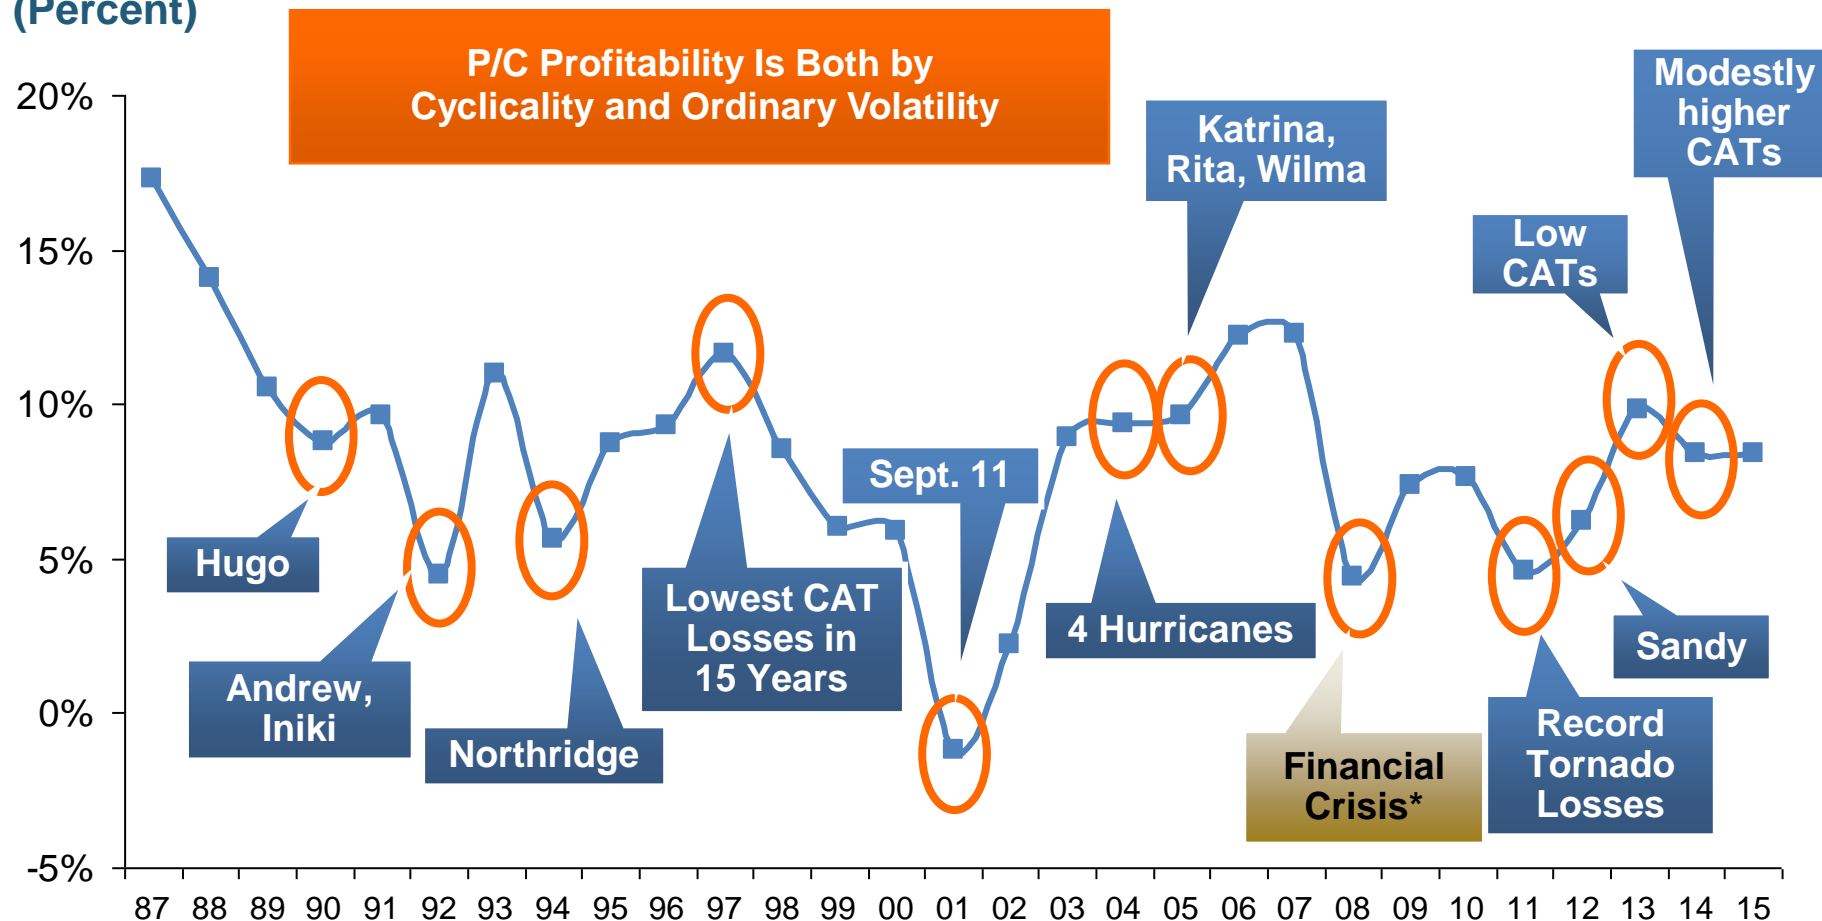 (Percent)
P/C Profitability Is Both by
Cyclicality and Ordinary Volatility
Modestly
higher
CATs
20%
Katrina,
Rita, Wilma
Low
CATs
15%
10%
Sept. 11
Hugo
Lowest CAT
Losses in
15 Years
4 Hurricanes
5%
Sandy
Andrew,
Iniki
Northridge
0%
Record
Tornado
Losses
Financial
Crisis*
-5%
87 88 89 90 91 92 93 94 95 96 97 98 99 00 01 02 03 04 05 06 07 08 09 10 11 12 13 14 15